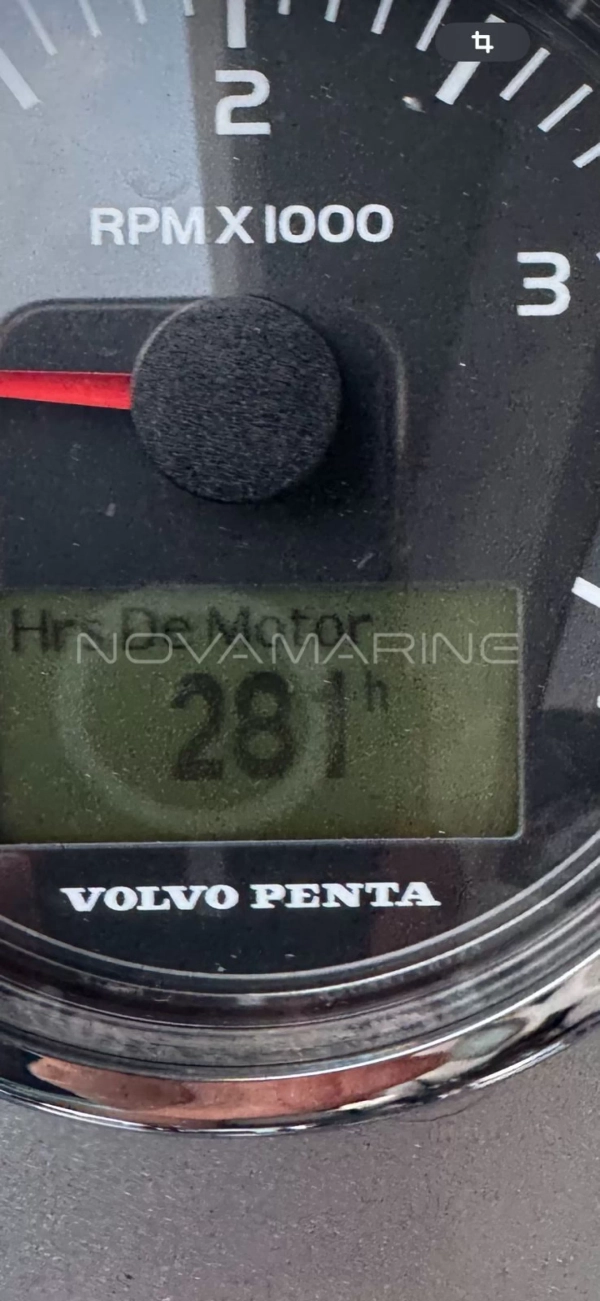 2
RPM X 1000
3
Hrs De Motor
NOVAMARINE
281 h
VOLVO PENTA